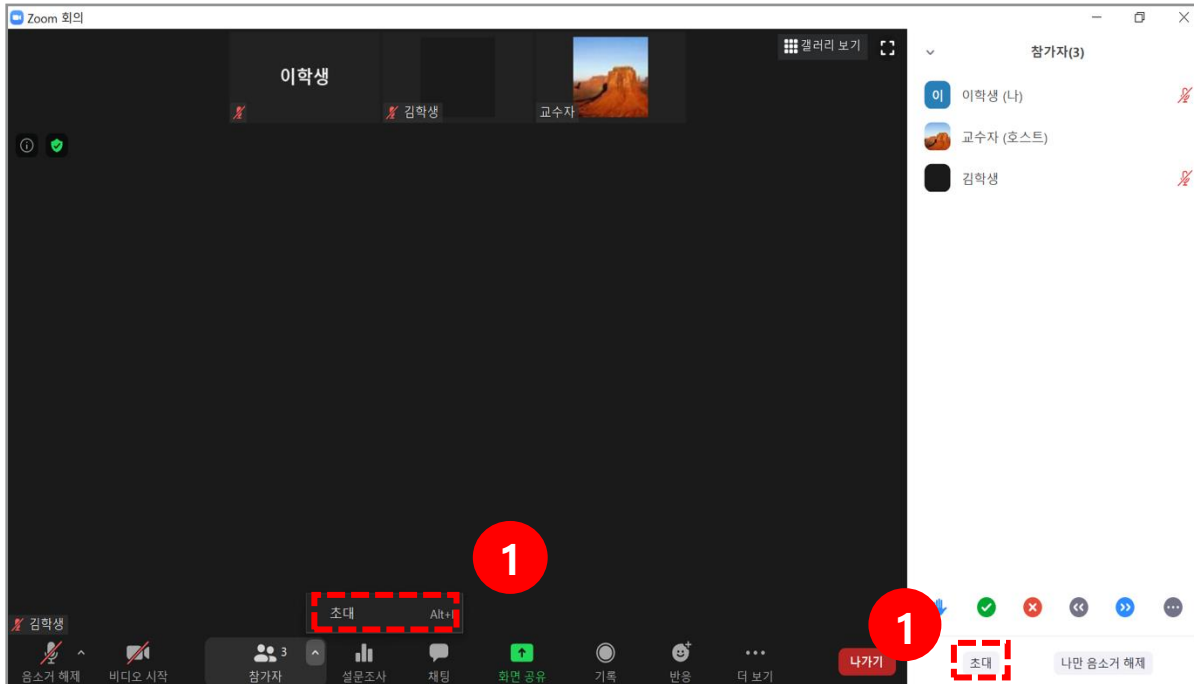 Zoom 회의
갤러리 보기
이학생
김학생
교수자
참가자(3)
이 이학생 (나)
교수자 (호스트)
김학생
1
초대 Alt+
김학생
1
음소거 해제
비디오 시작
3
참가자
설문조사
채팅
화면 공유
기록
반응
더 보기
나가기
초대
나만 음소거 해제